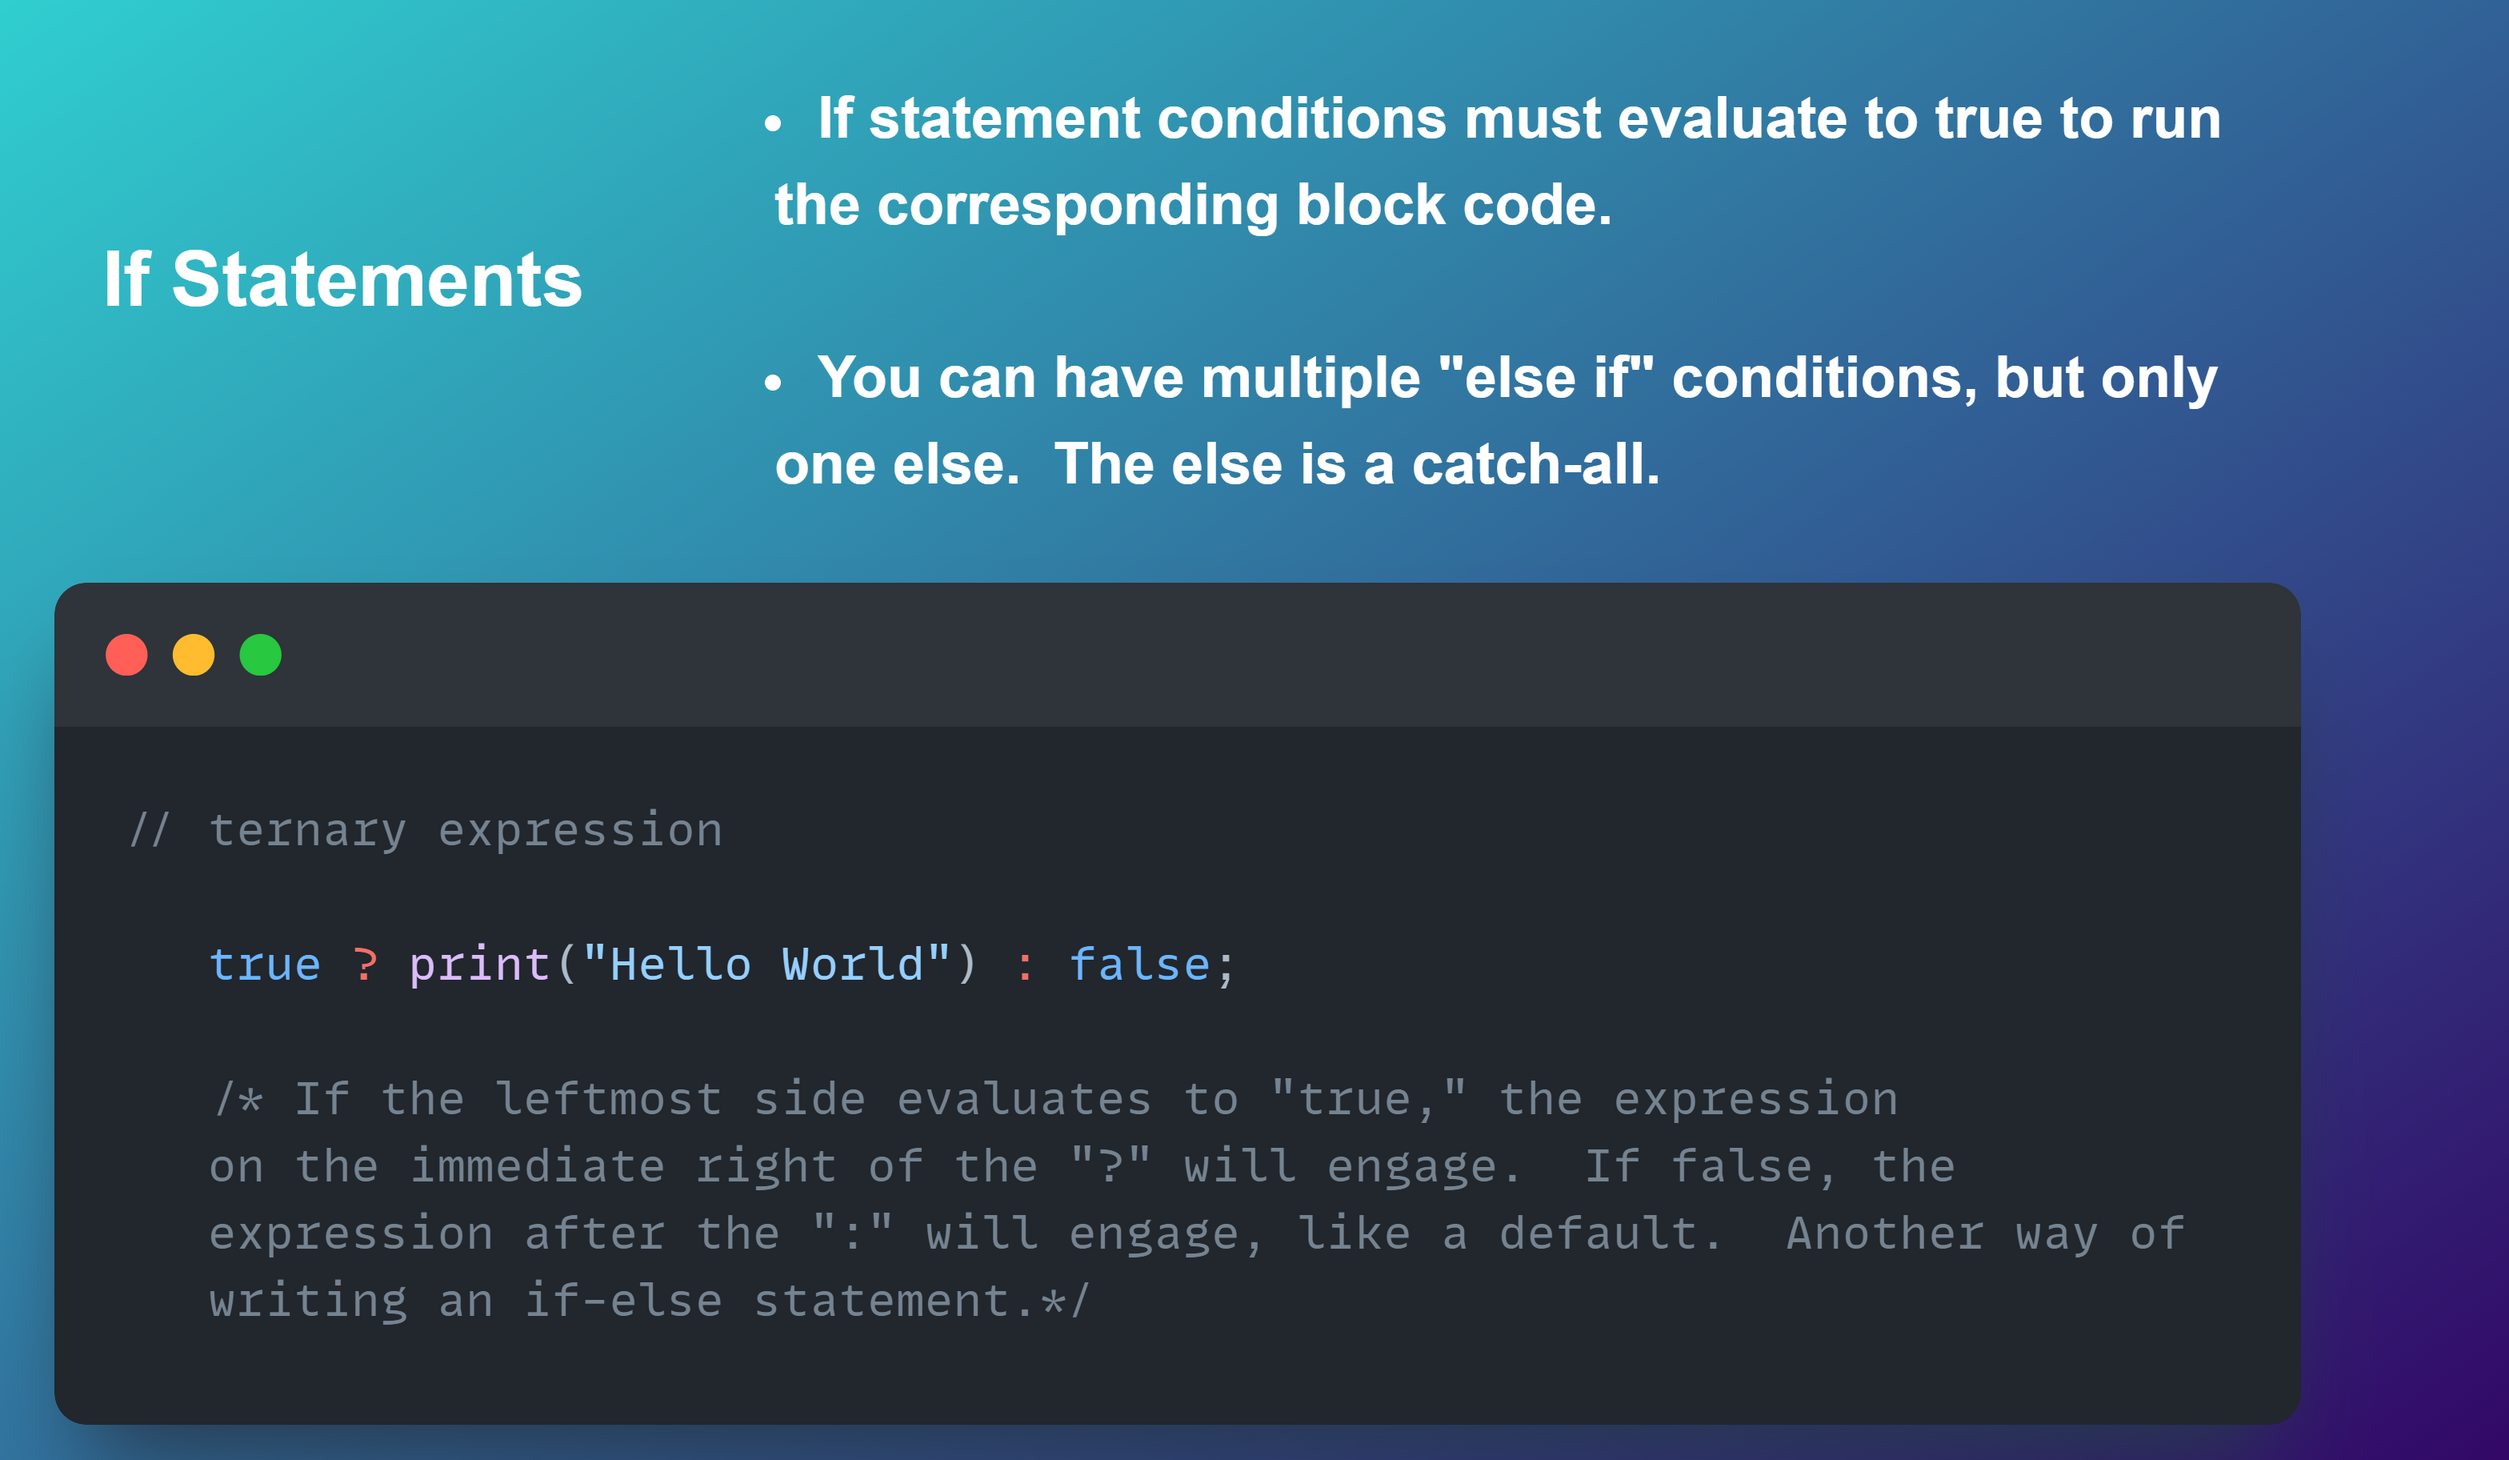 If Statements
• If statement conditions must evaluate to true to run
the corresponding block code.
• You can have multiple "else if" conditions, but only
one else.  The else is a catch-all.
// ternary expression
true ? print("Hello World") : false;
/* If the leftmost side evaluates to "true," the expression
on the immediate right of the "?" will engage.  If false, the
expression after the ":" will engage, like a default.  Another way of
writing an if-else statement.*/